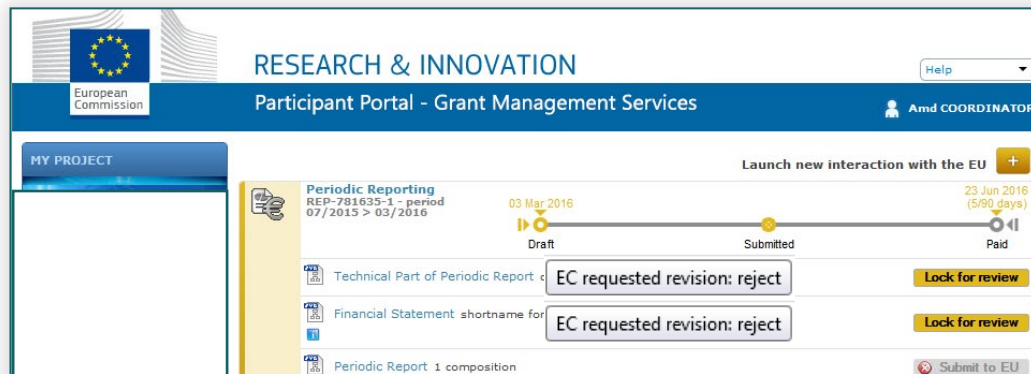 European
Commission
RESEARCH & INNOVATION
Help
Participant Portal - Grant Management Services
Amd COORDINATOR
MY PROJECT
Launch new interaction with the EU +
Periodic Reporting
REP-781635-1 - period
07/2015 > 03/2016
03 Mar 2016
23 Jun 2016
(5/90 days)
Draft Submitted Paid
Technical Part of Periodic Report
EC requested revision: reject
Lock for review
Financial Statement shortname for
EC requested revision: reject
Lock for review
Periodic Report 1 composition
Submit to EU